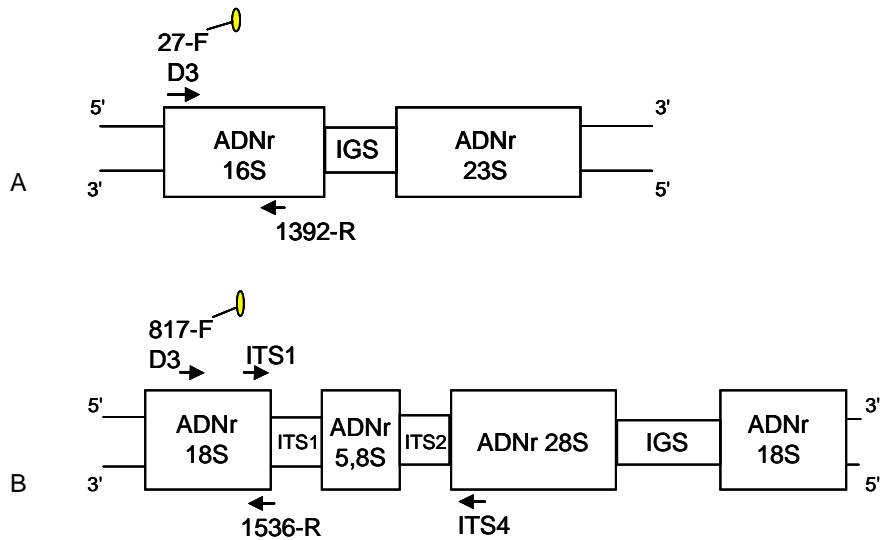 27-F
D3
5' 3'
ADNr
16S
IGS
ADNr
23S
A
3' 5'
1392-R
817-F
D3 ITS1
5' 3'
ADNr
18S
ITS1
ADNr
5,8S
ITS2
ADNr 28S
IGS
ADNr
18S
B
3' 5'
1536-R ITS4